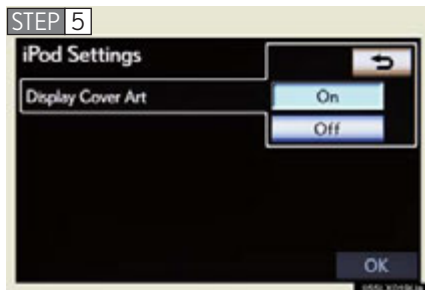 STEP 5
iPod Settings
Display Cover Art
On
Off
OK